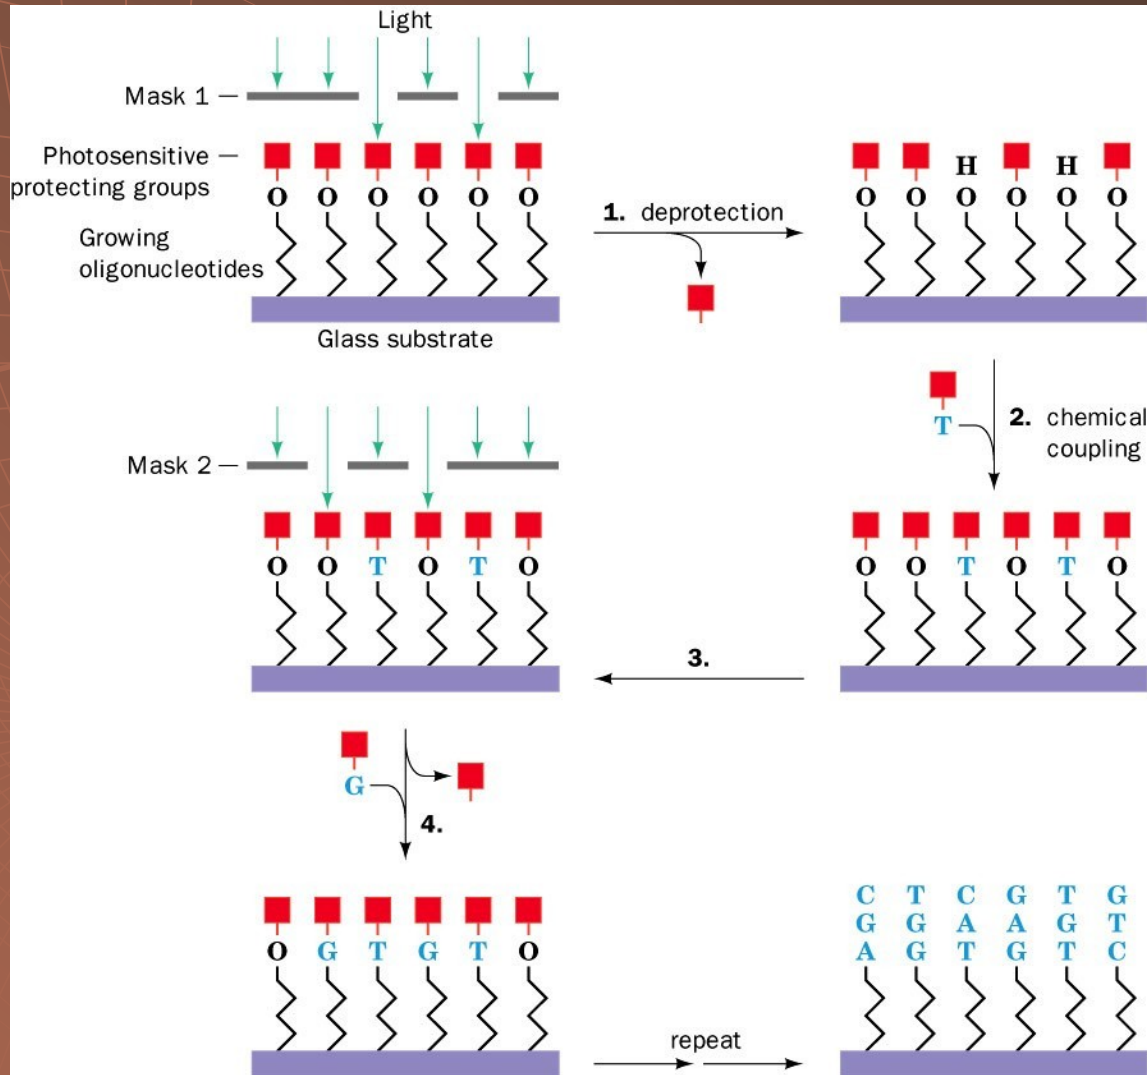 Light
Mask 1
Photosensitive
protecting groups
O O O O O O
Growing
oligonucleotides
Glass substrate
1. deprotection
H H
O O O O O O
T
2. chemical
coupling
O O T O T O
3.
Mask 2
O O T O T O
G
4.
O G T G T O
repeat
C T C G T G
G G A A G T
A G T G T C